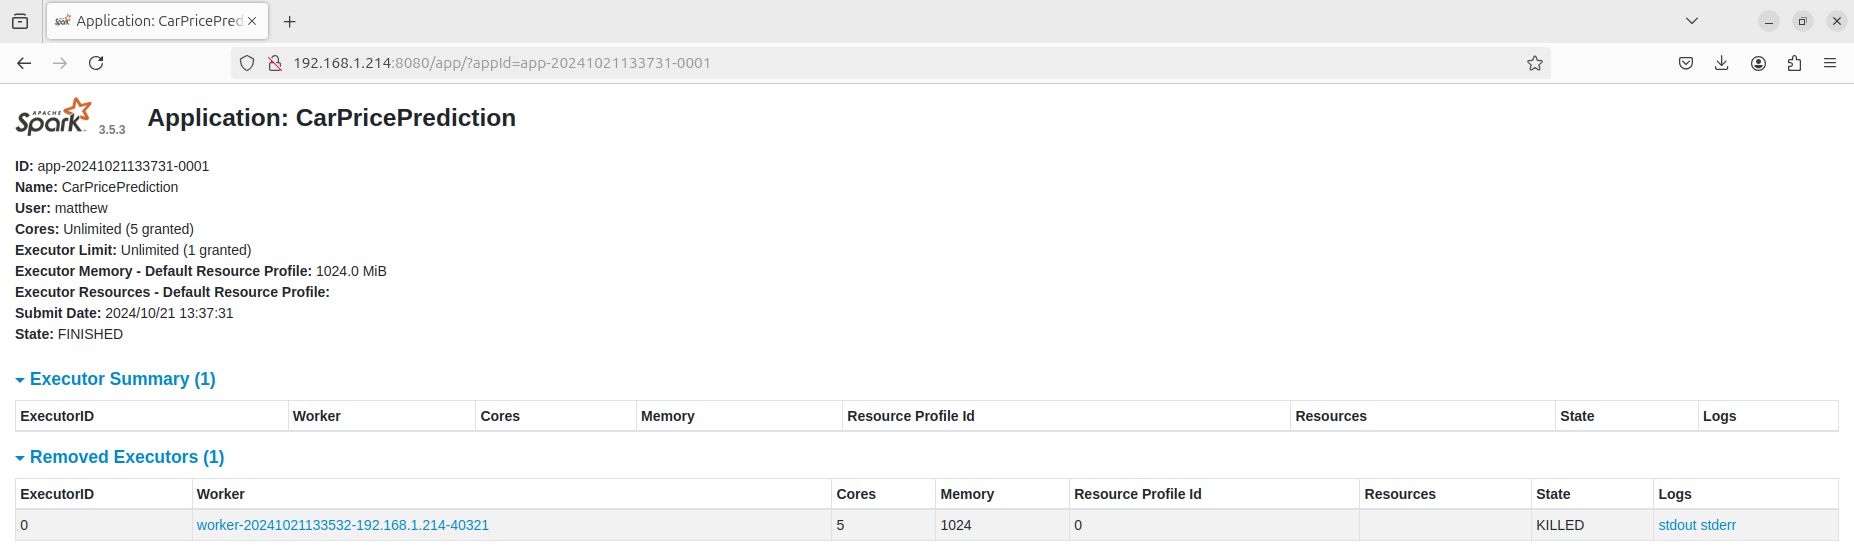 Application: CarPricePred
192.168.1.214:8080/app/?appId=app-20241021133731-0001
APACHE
Spark 3.5.3 Application: CarPricePrediction
ID: app-20241021133731-0001
Name: CarPricePrediction
User: matthew
Cores: Unlimited (5 granted)
Executor Limit: Unlimited (1 granted)
Executor Memory - Default Resource Profile: 1024.0 MiB
Executor Resources - Default Resource Profile:
Submit Date: 2024/10/21 13:37:31
State: FINISHED
Executor Summary (1)
ExecutorID Worker Cores Memory Resource Profile Id Resources State Logs
Removed Executors (1)
ExecutorID Worker Cores Memory Resource Profile Id Resources State Logs
0 worker-20241021133532-192.168.1.214-40321 5 1024 0 KILLED stdout stderr